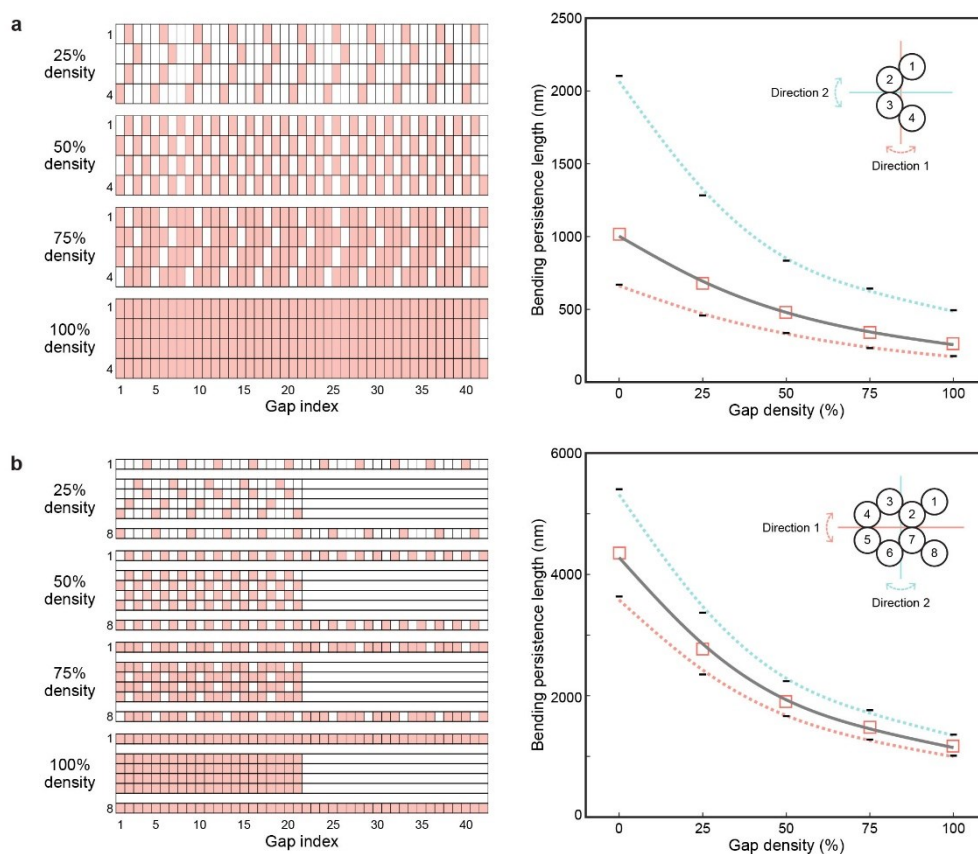 a
1
25%
density
4
1
50%
density
4
1
75%
density
4
1
100%
density
4
1 5 10 15 20 25 30 35 40
Gap index
Bending persistence length (nm)
2500
2000
1500
1000
500
0
0 25 50 75 100
Gap density (%)
Direction 2
1
2
3
4
Direction 1
b
1
25%
density
8
1
50%
density
8
1
75%
density
8
1
100%
density
8
1 5 10 15 20 25 30 35 40
Gap index
Bending persistence length (nm)
6000
4000
2000
0
0 25 50 75 100
Gap density (%)
Direction 1
3 1
4 2
5 7
6 8
Direction 2